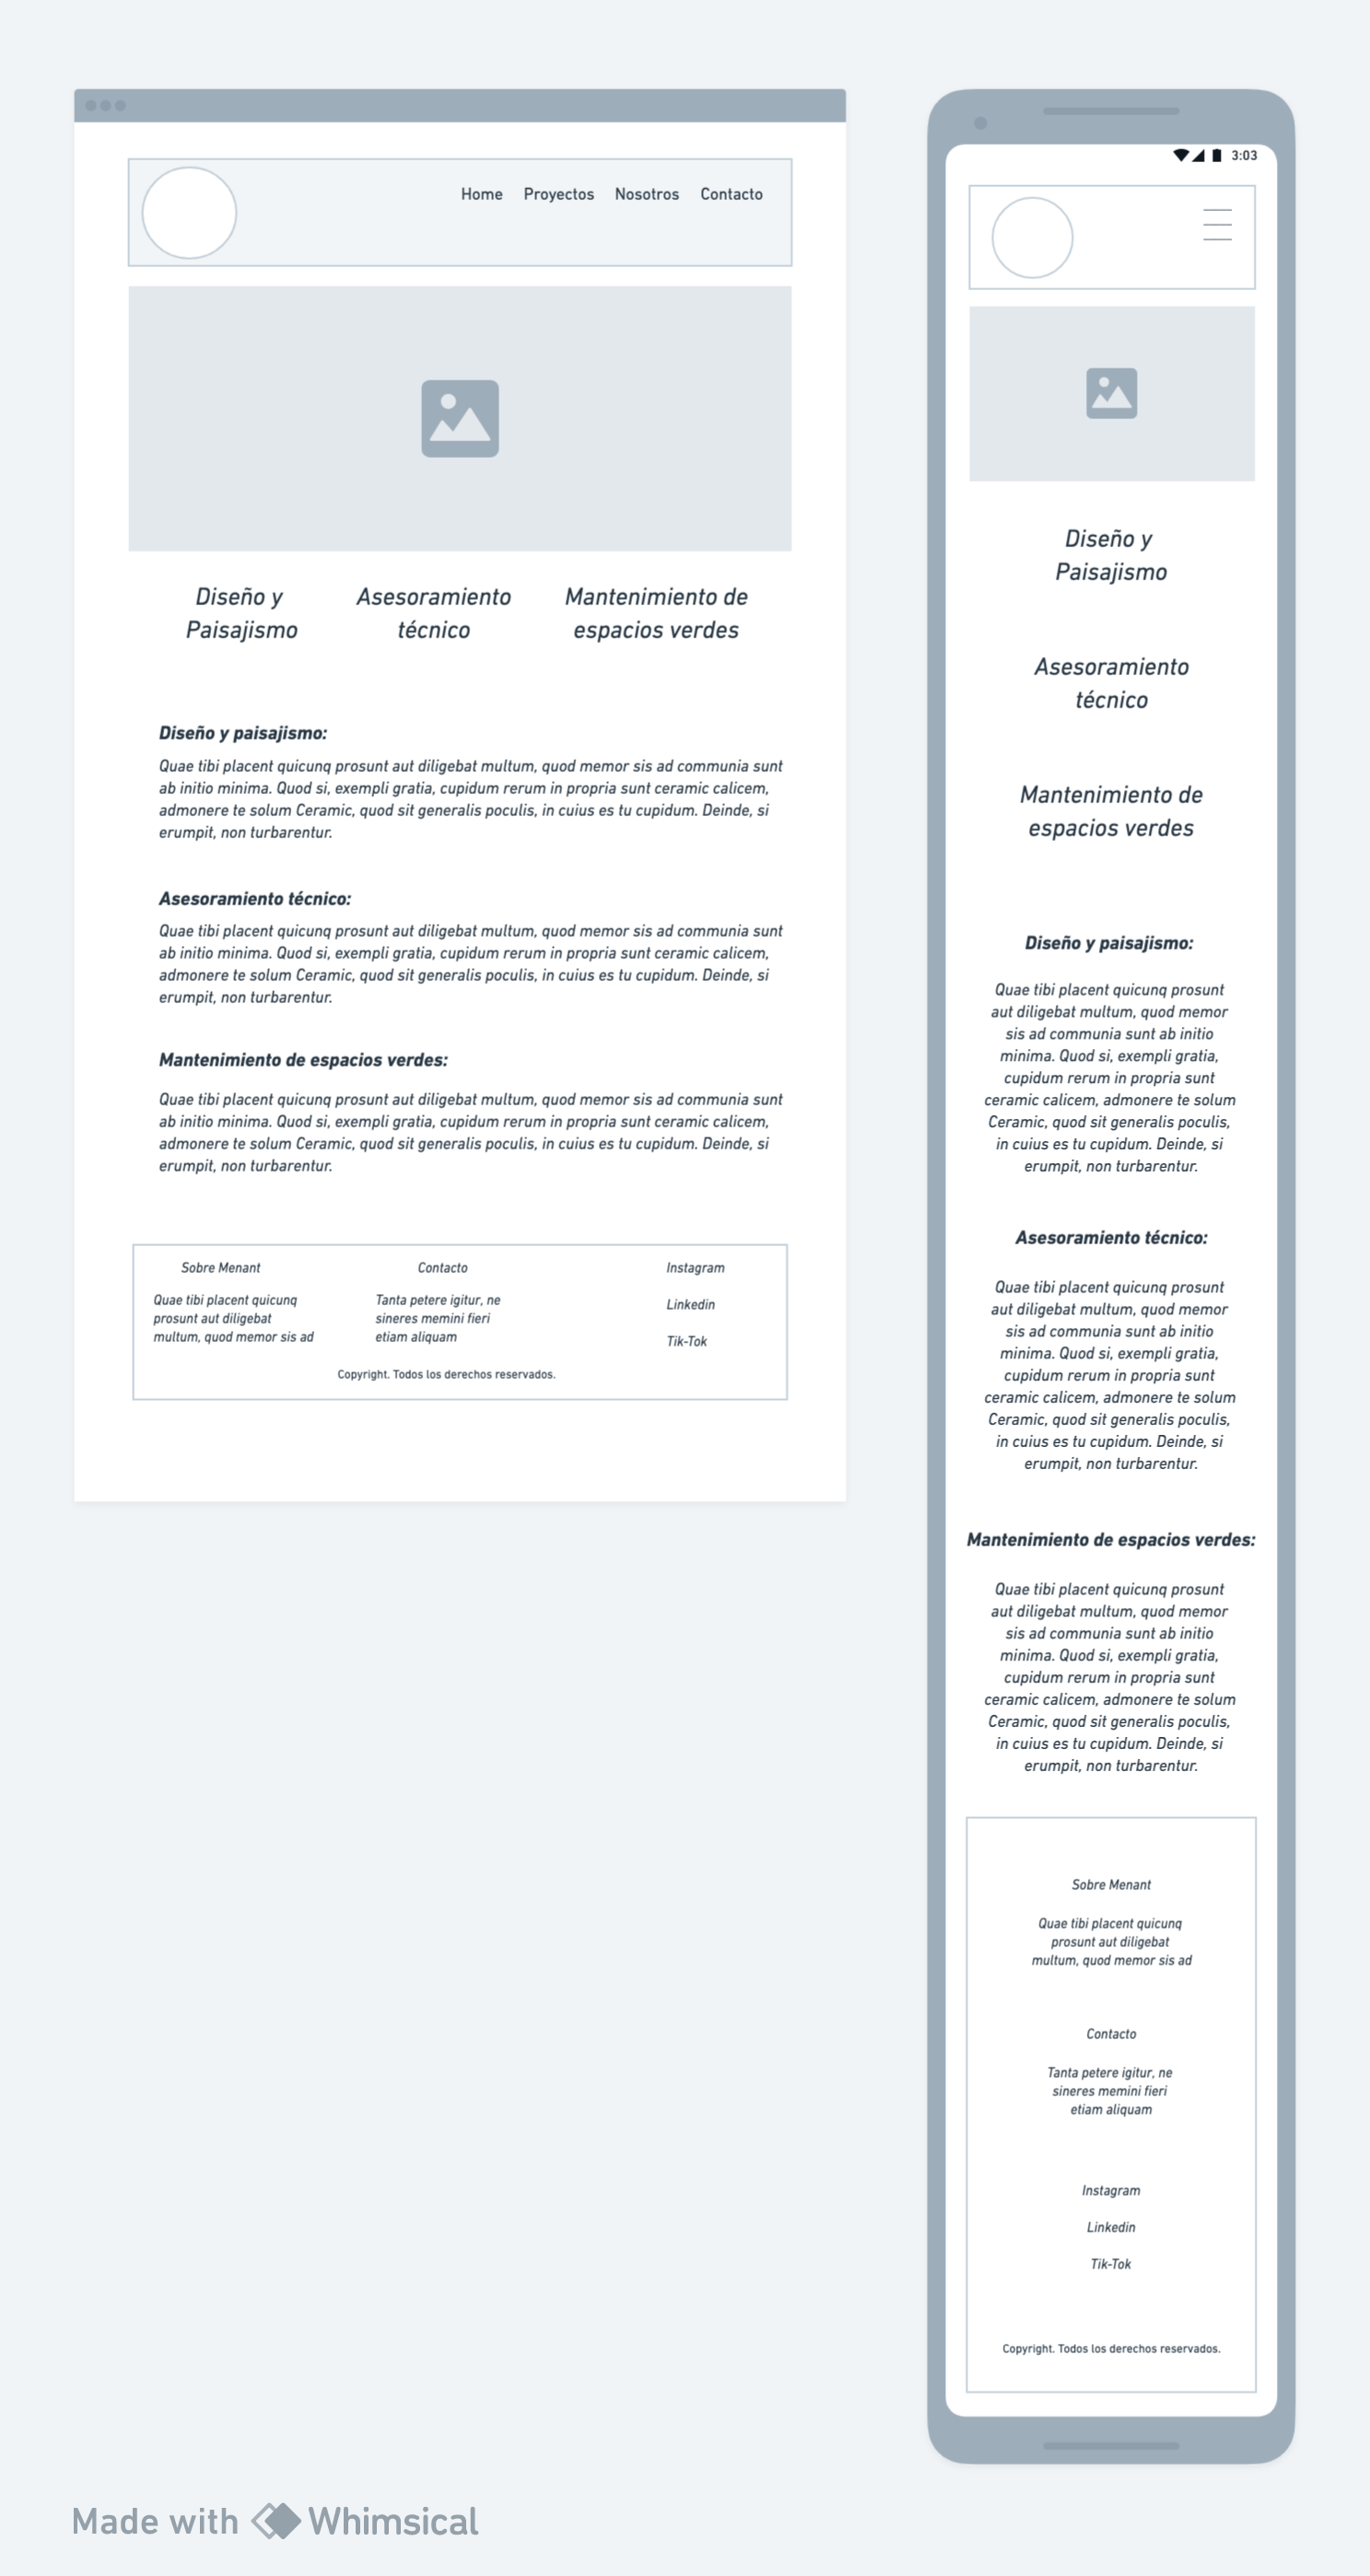 Home Proyectos Nosotros Contacto
Diseño y
Paisajismo
Asesoramiento
técnico
Mantenimiento de
espacios verdes
Diseño y paisajismo:
Quae tibi placent quicunq prosunt aut diligebat multum, quod memor sis ad communia sunt
ab initio minima. Quod si, exempli gratia, cupidum rerum in propria sunt ceramic calicem,
admonere te solum Ceramic, quod sit generalis poculis, in cuius es tu cupidum. Deinde, si
erumpit, non turbarentur.
Asesoramiento técnico:
Quae tibi placent quicunq prosunt aut diligebat multum, quod memor sis ad communia sunt
ab initio minima. Quod si, exempli gratia, cupidum rerum in propria sunt ceramic calicem,
admonere te solum Ceramic, quod sit generalis poculis, in cuius es tu cupidum. Deinde, si
erumpit, non turbarentur.
Mantenimiento de espacios verdes:
Quae tibi placent quicunq prosunt aut diligebat multum, quod memor sis ad communia sunt
ab initio minima. Quod si, exempli gratia, cupidum rerum in propria sunt ceramic calicem,
admonere te solum Ceramic, quod sit generalis poculis, in cuius es tu cupidum. Deinde, si
erumpit, non turbarentur.
Sobre Menant
Quae tibi placent quicunq
prosunt aut diligebat
multum, quod memor sis ad
Contacto
Tanta petere igitur, ne
sineres memini fieri
etiam aliquam
Instagram
Linkedin
Tik-Tok
Copyright. Todos los derechos reservados.
3:03
Diseño y
Paisajismo
Asesoramiento
técnico
Mantenimiento de
espacios verdes
Diseño y paisajismo:
Quae tibi placent quicunq prosunt
aut diligebat multum, quod memor
sis ad communia sunt ab initio
minima. Quod si, exempli gratia,
cupidum rerum in propria sunt
ceramic calicem, admonere te solum
Ceramic, quod sit generalis poculis,
in cuius es tu cupidum. Deinde, si
erumpit, non turbarentur.
Asesoramiento técnico:
Quae tibi placent quicunq prosunt
aut diligebat multum, quod memor
sis ad communia sunt ab initio
minima. Quod si, exempli gratia,
cupidum rerum in propria sunt
ceramic calicem, admonere te solum
Ceramic, quod sit generalis poculis,
in cuius es tu cupidum. Deinde, si
erumpit, non turbarentur.
Mantenimiento de espacios verdes:
Quae tibi placent quicunq prosunt
aut diligebat multum, quod memor
sis ad communia sunt ab initio
minima. Quod si, exempli gratia,
cupidum rerum in propria sunt
ceramic calicem, admonere te solum
Ceramic, quod sit generalis poculis,
in cuius es tu cupidum. Deinde, si
erumpit, non turbarentur.
Sobre Menant
Quae tibi placent quicunq
prosunt aut diligebat
multum, quod memor sis ad
Contacto
Tanta petere igitur, ne
sineres memini fieri
etiam aliquam
Instagram
Linkedin
Tik-Tok
Copyright. Todos los derechos reservados.
Made with Whimsical